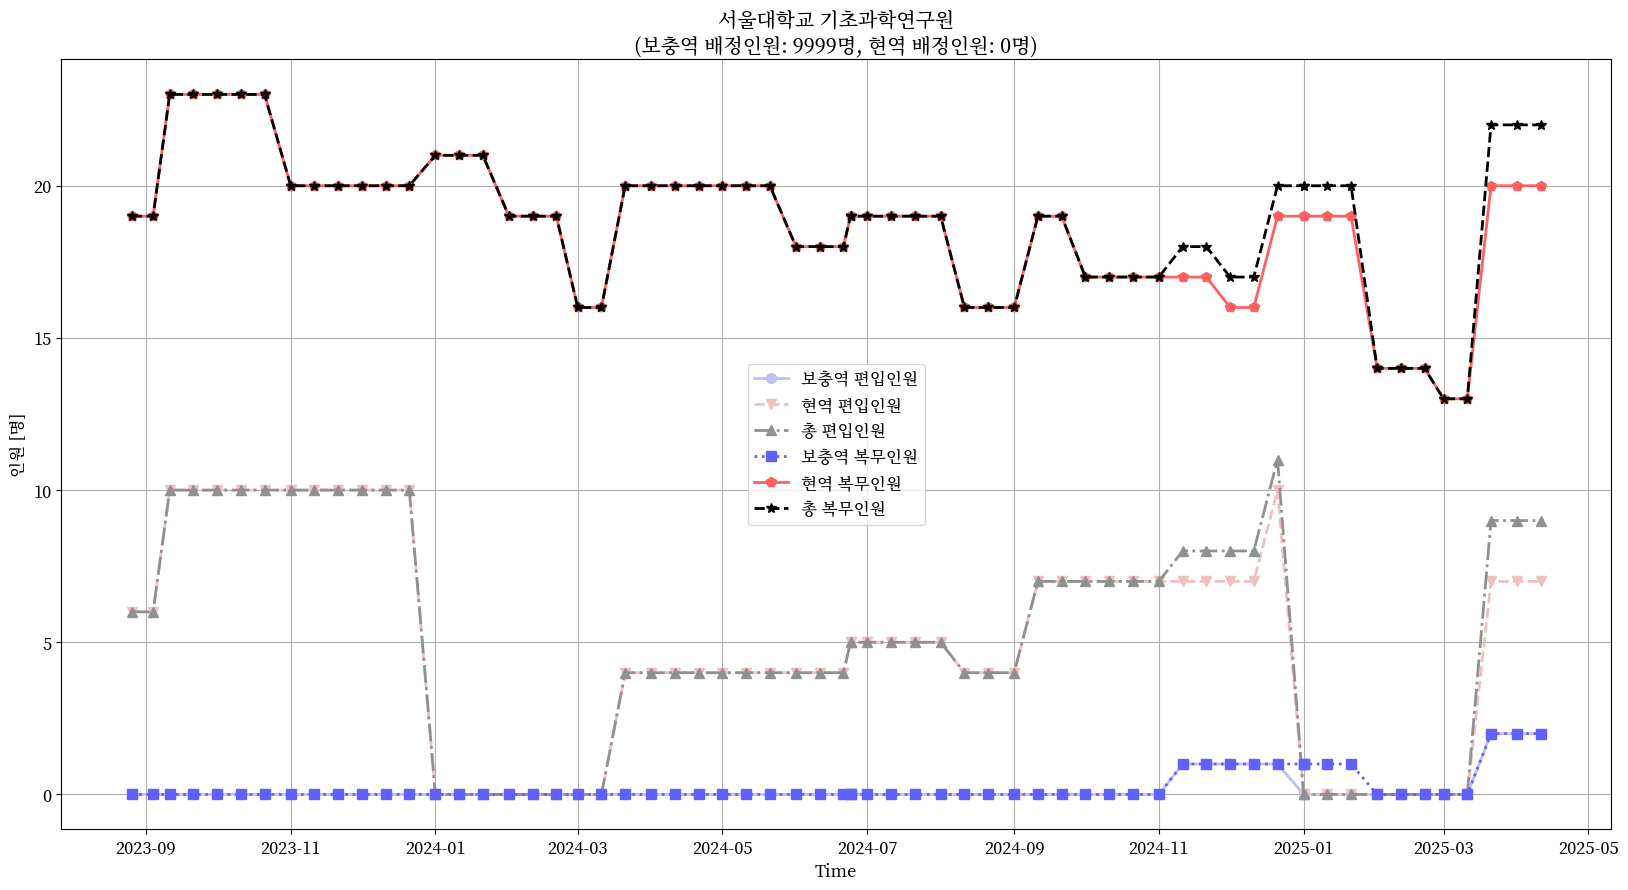 서울대학교 기초과학연구원
(보충역 배정인원: 9999명, 현역 배정인원: 0명)
인원 [명]
20
15
10
5
0
보충역 편입인원
현역 편입인원
총 편입인원
보충역 복무인원
현역 복무인원
총 복무인원
2023-09 2023-11 2024-01 2024-03 2024-05 2024-07 2024-09 2024-11 2025-01 2025-03 2025-05
Time